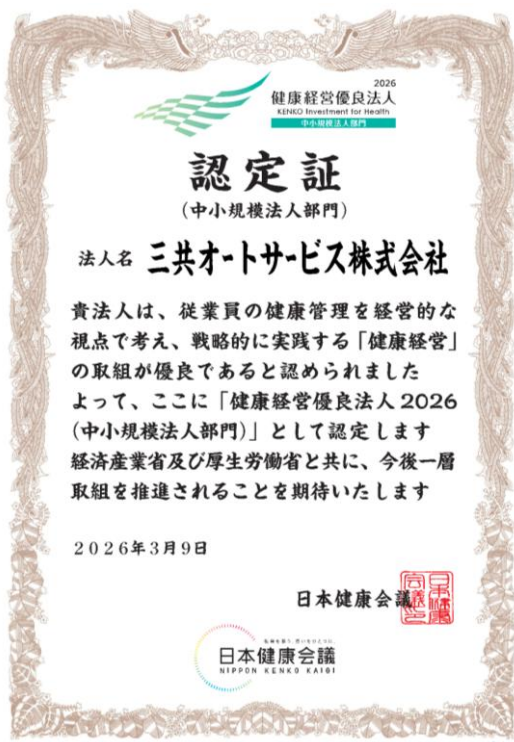 2026
健康経営優良法人
KENKO Investment for Health
中小規模法人部門
認定証
(中小規模法人部門)
法人名 三共オートサービス株式会社
貴法人は、従業員の健康管理を経営的な
視点で考え、戦略的に実践する「健康経営」
の取組が優良であると認められました
よって、ここに「健康経営優良法人2026
(中小規模法人部門)」として認定します
経済産業省及び厚生労働省と共に、今後一層
取組を推進されることを期待いたします
2026年3月9日
日本健康会議
日本健康会議
NIPPON KENKO KAIGI